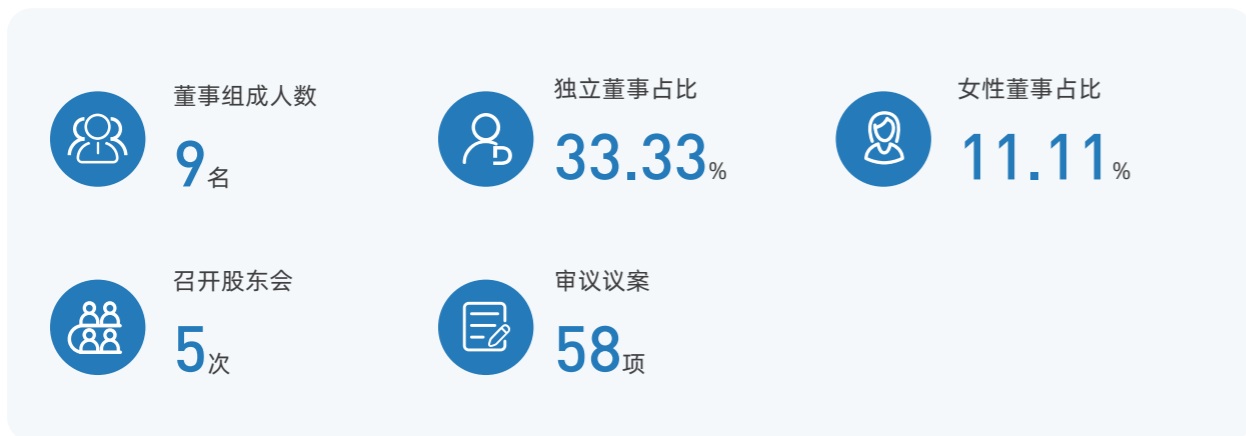 董事组成人数
9名
独立董事占比
33.33%
女性董事占比
11.11%
召开股东会
5次
审议议案
58项